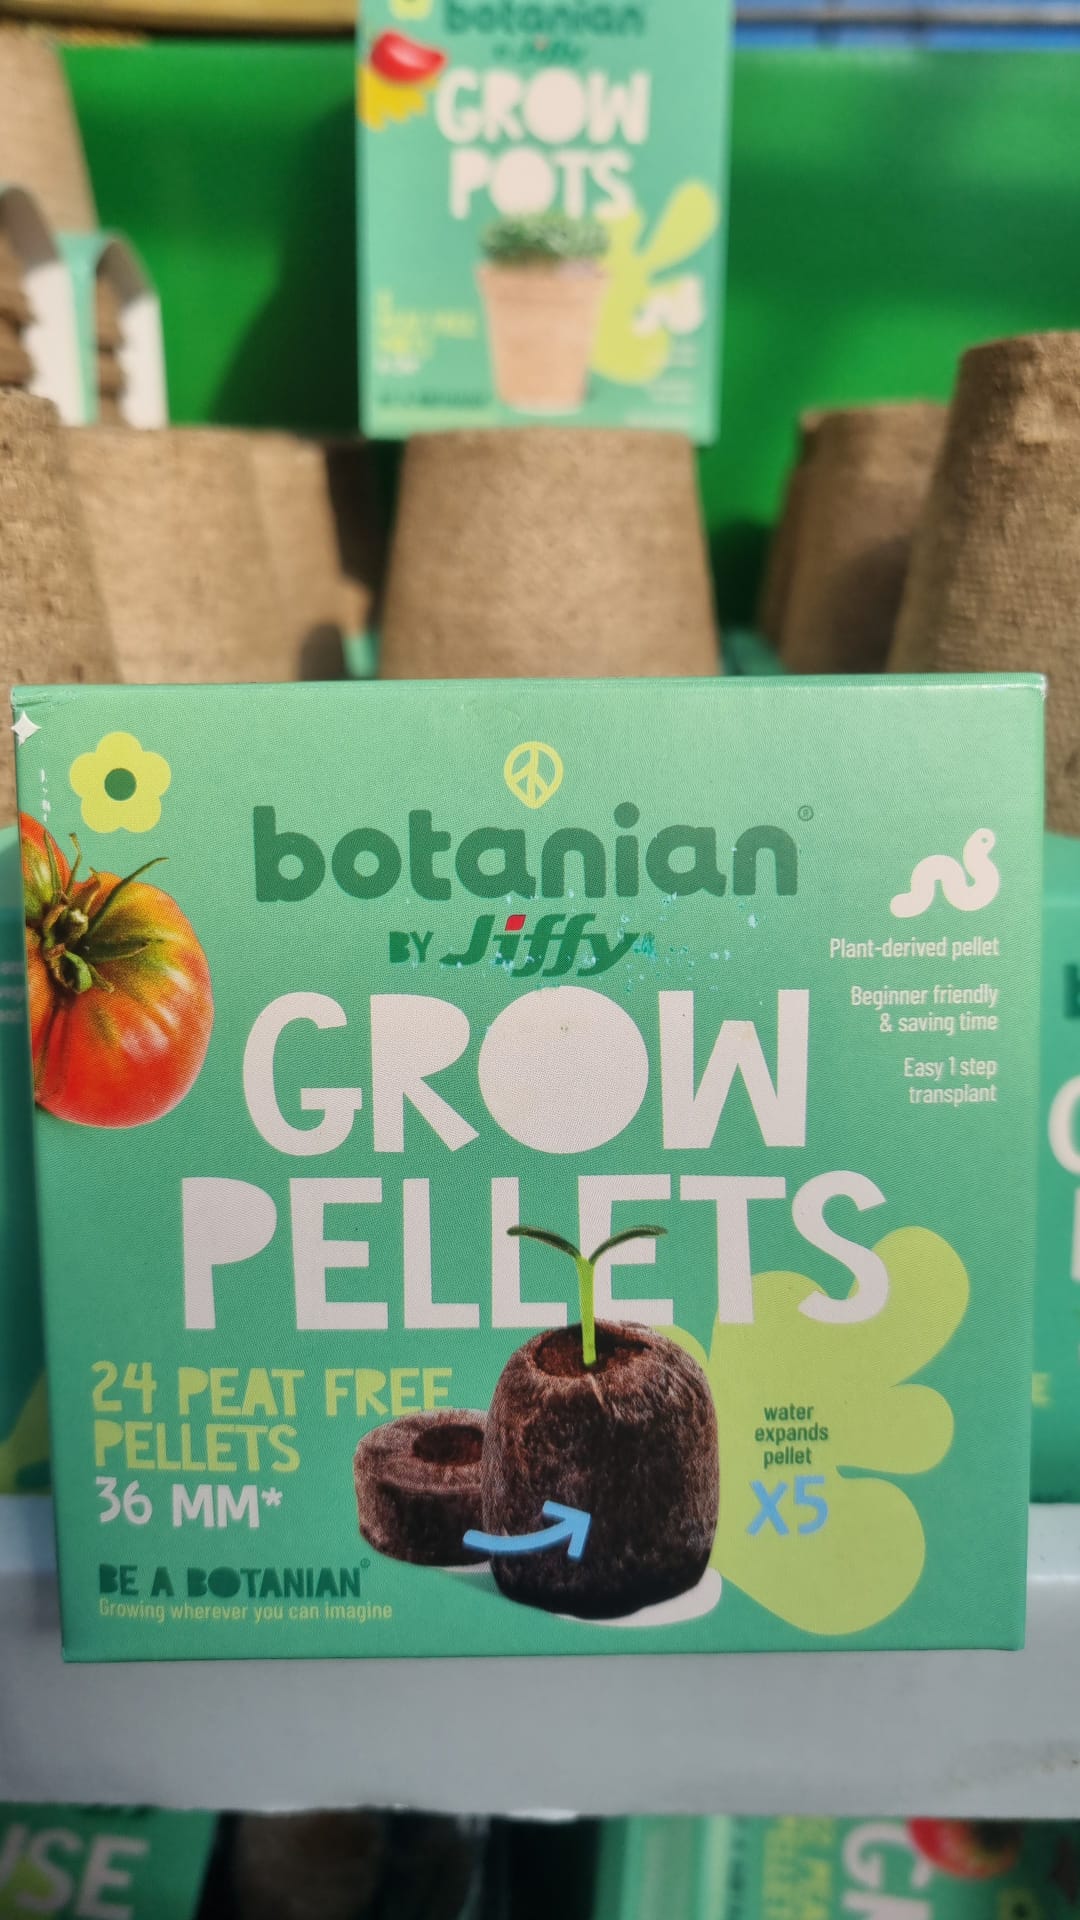 botanian
by Jiffy
GROW
POTS
botanian®
BY Jiffy
GROW
PELLETS
Plant-derived pellet
Beginner friendly
& saving time
Easy 1 step
transplant
24 PEAT FREE
PELLETS
36 MM*
water
expands
pellet
X5
BE A BOTANIAN®
Growing wherever you can imagine